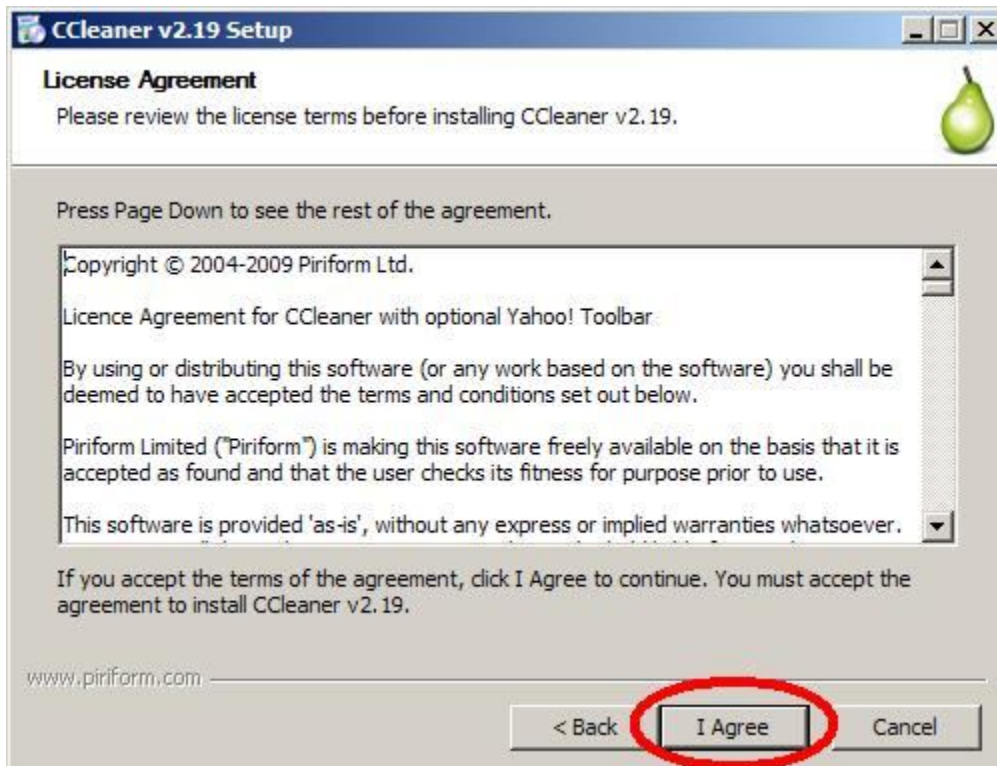 CCleaner v2.19 Setup
License Agreement
Please review the license terms before installing CCleaner v2.19.
Press Page Down to see the rest of the agreement.
Copyright © 2004-2009 Piriform Ltd.
Licence Agreement for CCleaner with optional Yahoo! Toolbar
By using or distributing this software (or any work based on the software) you shall be
deemed to have accepted the terms and conditions set out below.
Piriform Limited ("Piriform") is making this software freely available on the basis that it is
accepted as found and that the user checks its fitness for purpose prior to use.
This software is provided 'as-is', without any express or implied warranties whatsoever.
If you accept the terms of the agreement, click I Agree to continue. You must accept the
agreement to install CCleaner v2.19.
www.piriform.com
< Back I Agree Cancel